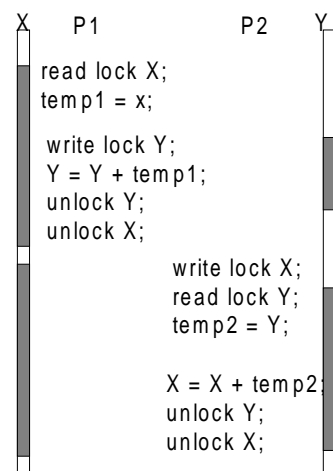 X P1 P2 Y
read lock X;
temp1 = x;
write lock Y;
Y = Y + temp1;
unlock Y;
unlock X;
write lock X;
read lock Y;
temp2 = Y;
X = X + temp2;
unlock Y;
unlock X;